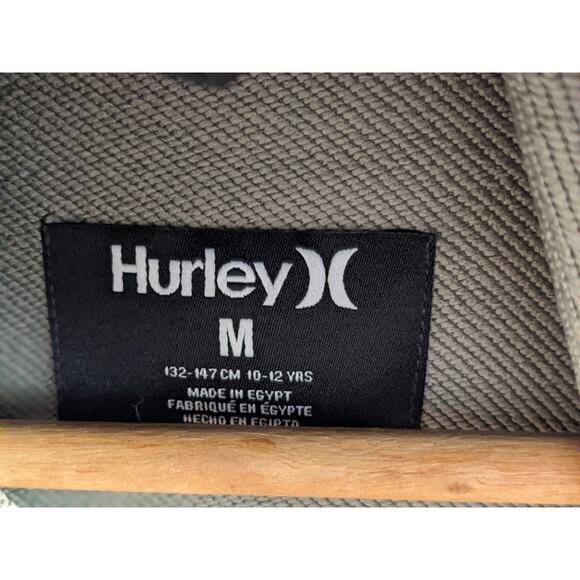 Hurley
M
132-147 CM 10-12 YRS
MADE IN EGYPT
FABRIQUÉ EN ÉGYPTE
HECHO EN EGIPTO